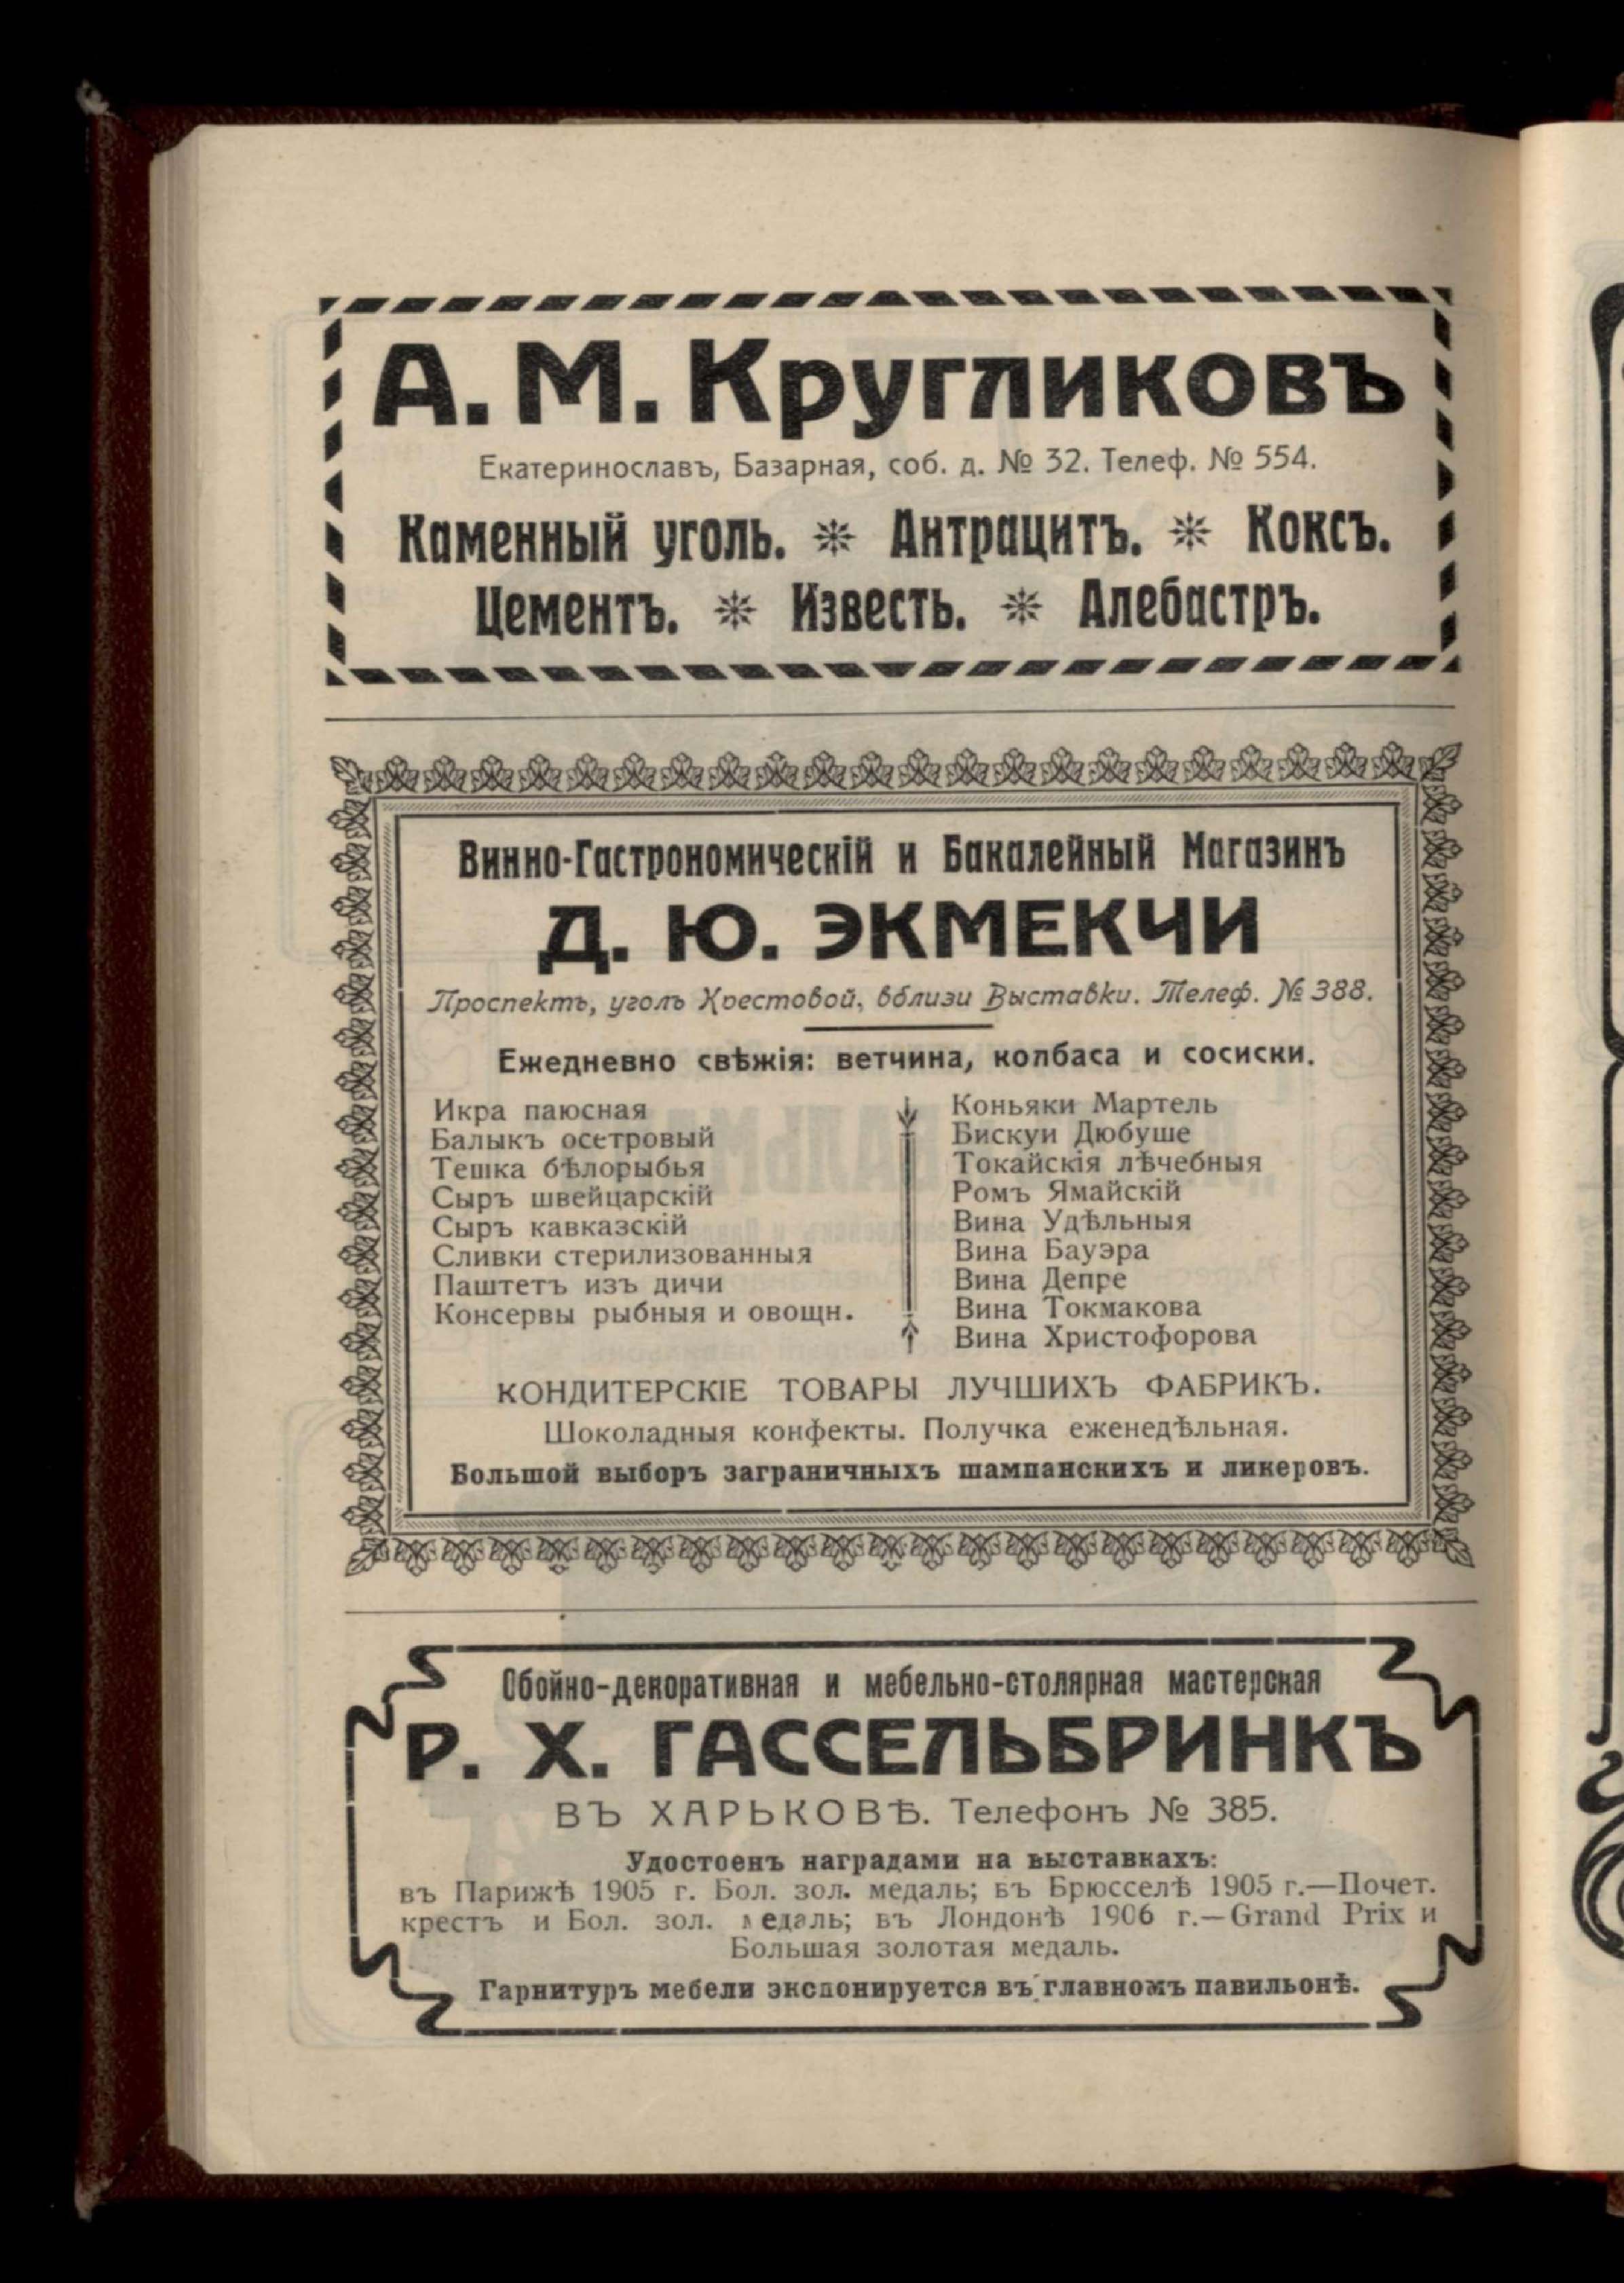 А. М. Кругликовъ
Екатеринославъ, Базарная, соб. д. № 32. Телеф. № 554.
Каменный уголь. Антрацитъ. Коксъ.
Цементъ. Известь. Алебастръ.
Винно-Гастрономическій и Бакалейный Магазинъ
Д. Ю. ЭКМЕКЧИ
Проспектъ, уголъ Крестовой, вблизи Выставки. Телеф. № 388.
Ежедневно свѣжія: ветчина, колбаса и сосиски.
Икра паюсная
Балыкъ осетровый
Тешка бѣлорыбья
Сыръ швейцарскій
Сыръ кавказскій
Сливки стерилизованныя
Паштетъ изъ дичи
Консервы рыбныя и овощн.
Коньяки Мартель
Бискуи Дюбуше
Токайскія лѣчебныя
Ромъ Ямайскій
Вина Удѣльныя
Вина Бауэра
Вина Депре
Вина Токмакова
Вина Христофорова
КОНДИТЕРСКІЕ ТОВАРЫ ЛУЧШИХЪ ФАБРИКЪ.
Шоколадныя конфекты. Получка еженедѣльная.
Большой выборъ заграничныхъ шампанскихъ и ликеровъ.
Обойно-декоративная и мебельно-столярная мастерская
Р. Х. ГАССЕЛЬБРИНКЪ
ВЪ ХАРЬКОВѢ. Телефонъ № 385.
Удостоенъ наградами на выставкахъ:
въ Парижѣ 1905 г. Бол. зол. медаль; въ Брюсселѣ 1905 г.—Почет.
крестъ и Бол. зол. медаль; въ Лондонѣ 1906 г.—Grand Prix и
Большая золотая медаль.
Гарнитуръ мебели экспонируется въ главномъ павильонѣ.